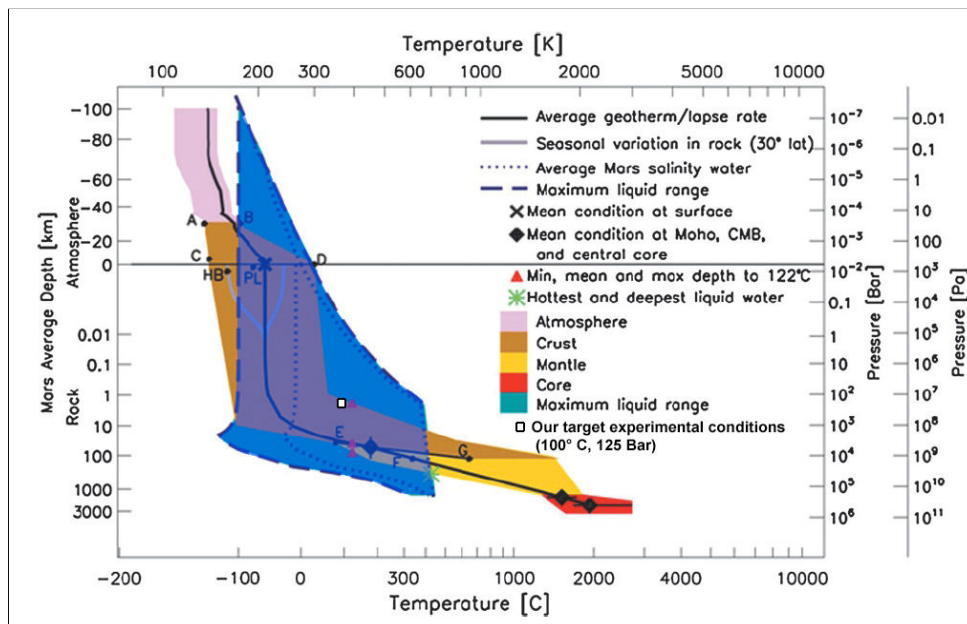 Temperature [K]
100 200 300 600 1000 2000 5000 10000
Mars Average Depth [km]
Atmosphere
Rock
-100
-80
-60
-40
-20
0
0.01
0.1
1
10
100
1000
3000
A
B
C
D
HB
PL
E
F
G
Average geotherm/lapse rate
Seasonal variation in rock (30° lat)
Average Mars salinity water
Maximum liquid range
Mean condition at surface
Mean condition at Moho, CMB,
and central core
Min, mean and max depth to 122°C
Hottest and deepest liquid water
Atmosphere
Crust
Mantle
Core
Maximum liquid range
Our target experimental conditions
(100° C, 125 Bar)
10-7
10-6
10-5
10-4
10-3
10-2
0.1
1
10
10²
10³
10⁴
10⁵
10⁶
Pressure [Bar]
0.01
0.1
1
10
100
10³
10⁴
10⁵
10⁶
10⁷
10⁸
10⁹
10¹⁰
10¹¹
Pressure [Pa]
-200 -100 0 300 1000 2000 4000 10000
Temperature [C]